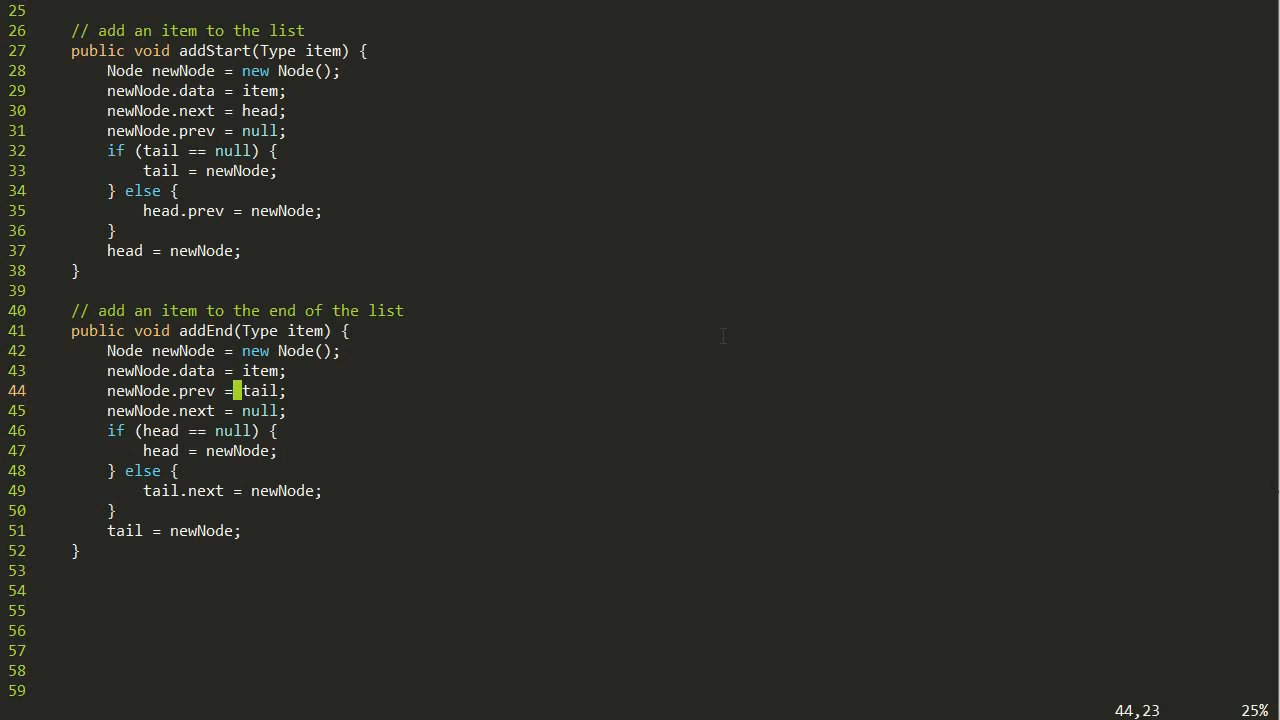 25
26     // add an item to the list
27     public void addStart(Type item) {
28         Node newNode = new Node();
29         newNode.data = item;
30         newNode.next = head;
31         newNode.prev = null;
32         if (tail == null) {
33             tail = newNode;
34         } else {
35             head.prev = newNode;
36         }
37         head = newNode;
38     }
39
40     // add an item to the end of the list
41     public void addEnd(Type item) {
42         Node newNode = new Node();
43         newNode.data = item;
44         newNode.prev = tail;
45         newNode.next = null;
46         if (head == null) {
47             head = newNode;
48         } else {
49             tail.next = newNode;
50         }
51         tail = newNode;
52     }
53
54
55
56
57
58
59
44,23 25%